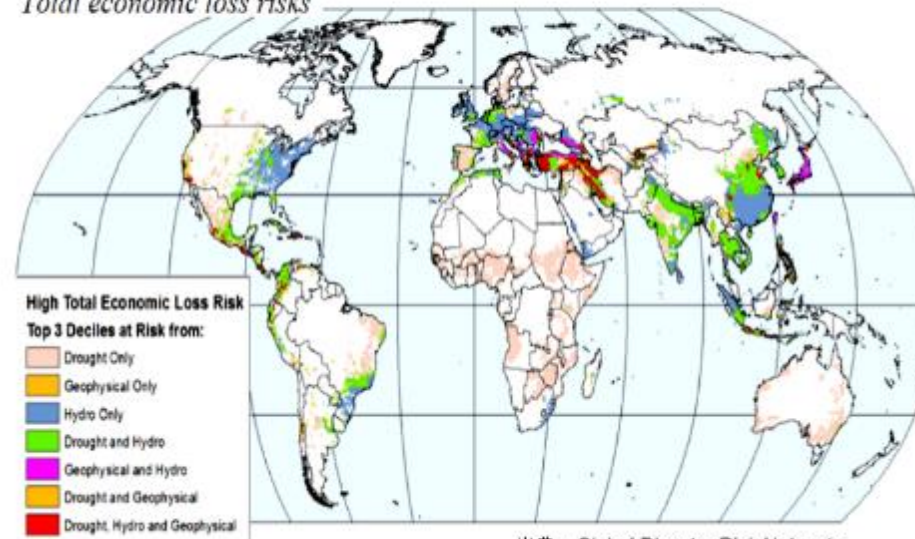 Total economic loss risks
High Total Economic Loss Risk
Top 3 Deciles at Risk from:
Drought Only
Geophysical Only
Hydro Only
Drought and Hydro
Geophysical and Hydro
Drought and Geophysical
Drought, Hydro and Geophysical